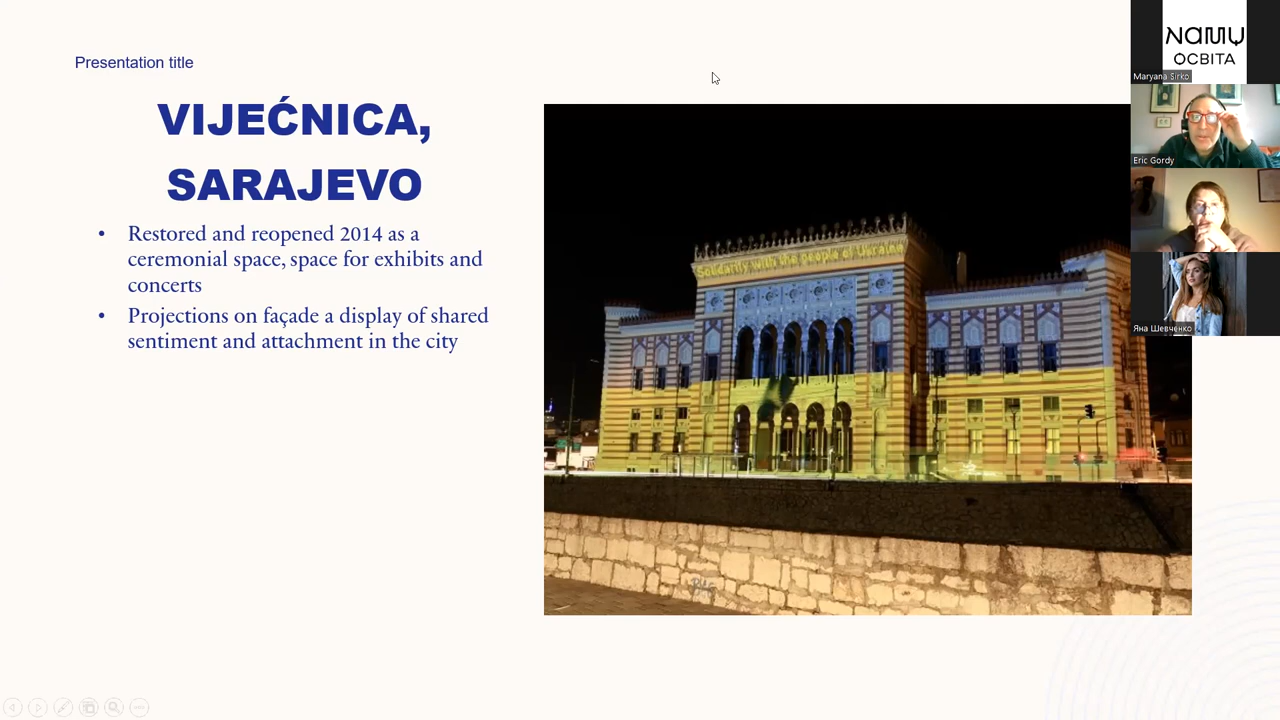 Presentation title
VIJEĆNICA,
SARAJEVO
• Restored and reopened 2014 as a
ceremonial space, space for exhibits and
concerts
• Projections on façade a display of shared
sentiment and attachment in the city
Solidarity with the people of Ukraine
NAMU
ОСВІТА
Maryana Sirko
Eric Gordy
Яна Шевченко